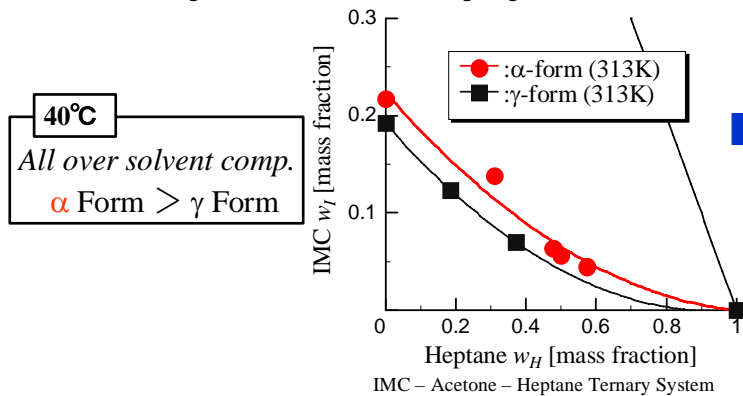 40℃
All over solvent comp.
α Form > γ Form
:α-form (313K)
:γ-form (313K)
0.3
0.2
0.1
0
0.2
0.4
0.6
0.8
1
IMC w_I [mass fraction]
Heptane w_H [mass fraction]
IMC – Acetone – Heptane Ternary System